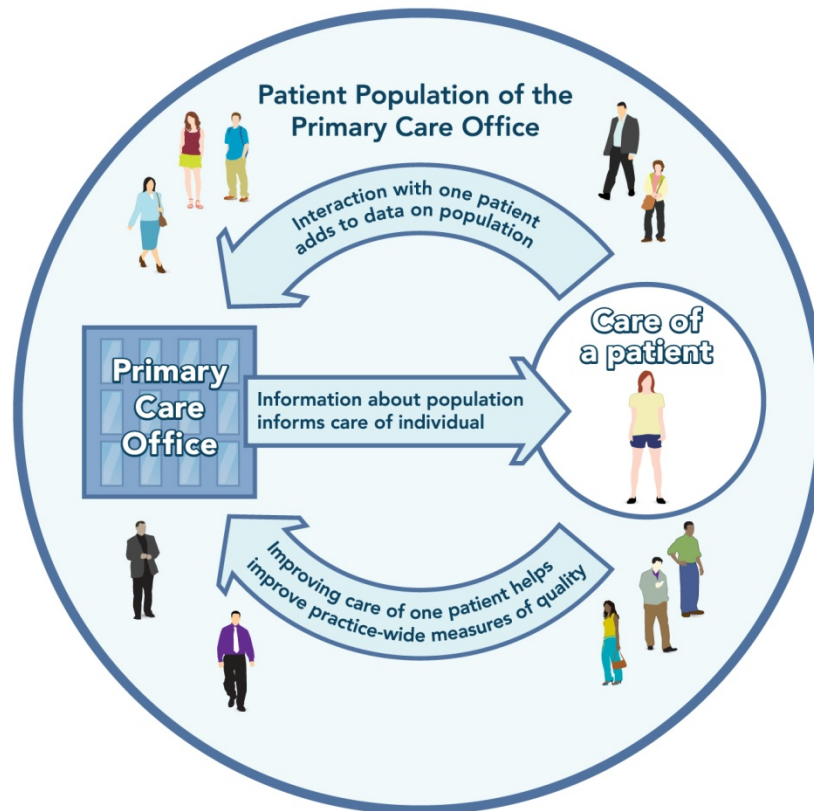 Patient Population of the
Primary Care Office
Interaction with one patient
adds to data on population
Care of
a patient
Primary
Care
Office
Information about population
informs care of individual
Improving care of one patient helps
improve practice-wide measures of quality